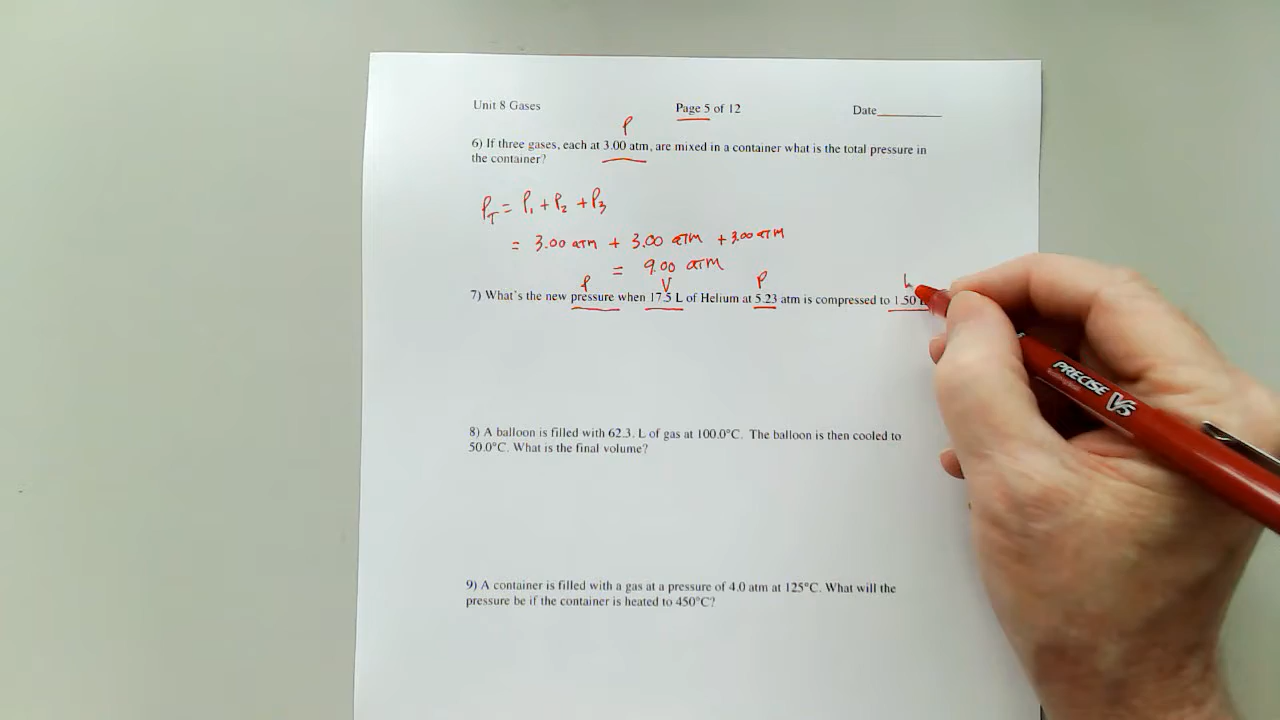 Unit 8 Gases Page 5 of 12 Date________
P
6) If three gases, each at 3.00 atm, are mixed in a container what is the total pressure in
the container?
P_T = P_1 + P_2 + P_3
= 3.00 ATM + 3.00 ATM + 3.00 ATM
= 9.00 ATM
P V P
7) What's the new pressure when 17.5 L of Helium at 5.23 atm is compressed to 1.50
8) A balloon is filled with 62.3. L of gas at 100.0°C. The balloon is then cooled to
50.0°C. What is the final volume?
9) A container is filled with a gas at a pressure of 4.0 atm at 125°C. What will the
pressure be if the container is heated to 450°C?
PRECISE V5